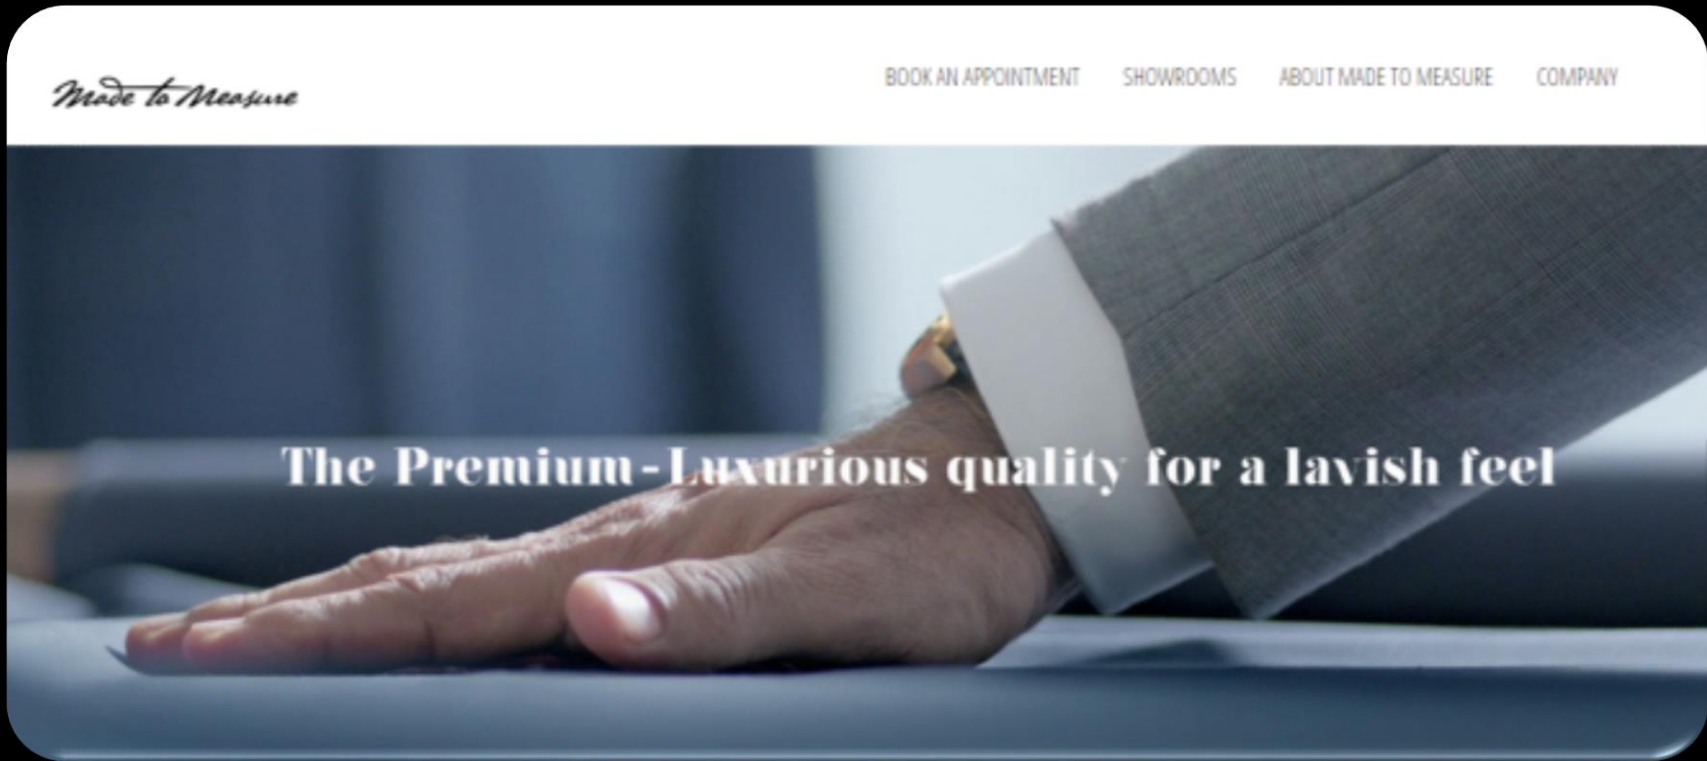 Made to Measure
BOOK AN APPOINTMENT SHOWROOMS ABOUT MADE TO MEASURE COMPANY
The Premium-Luxurious quality for a lavish feel